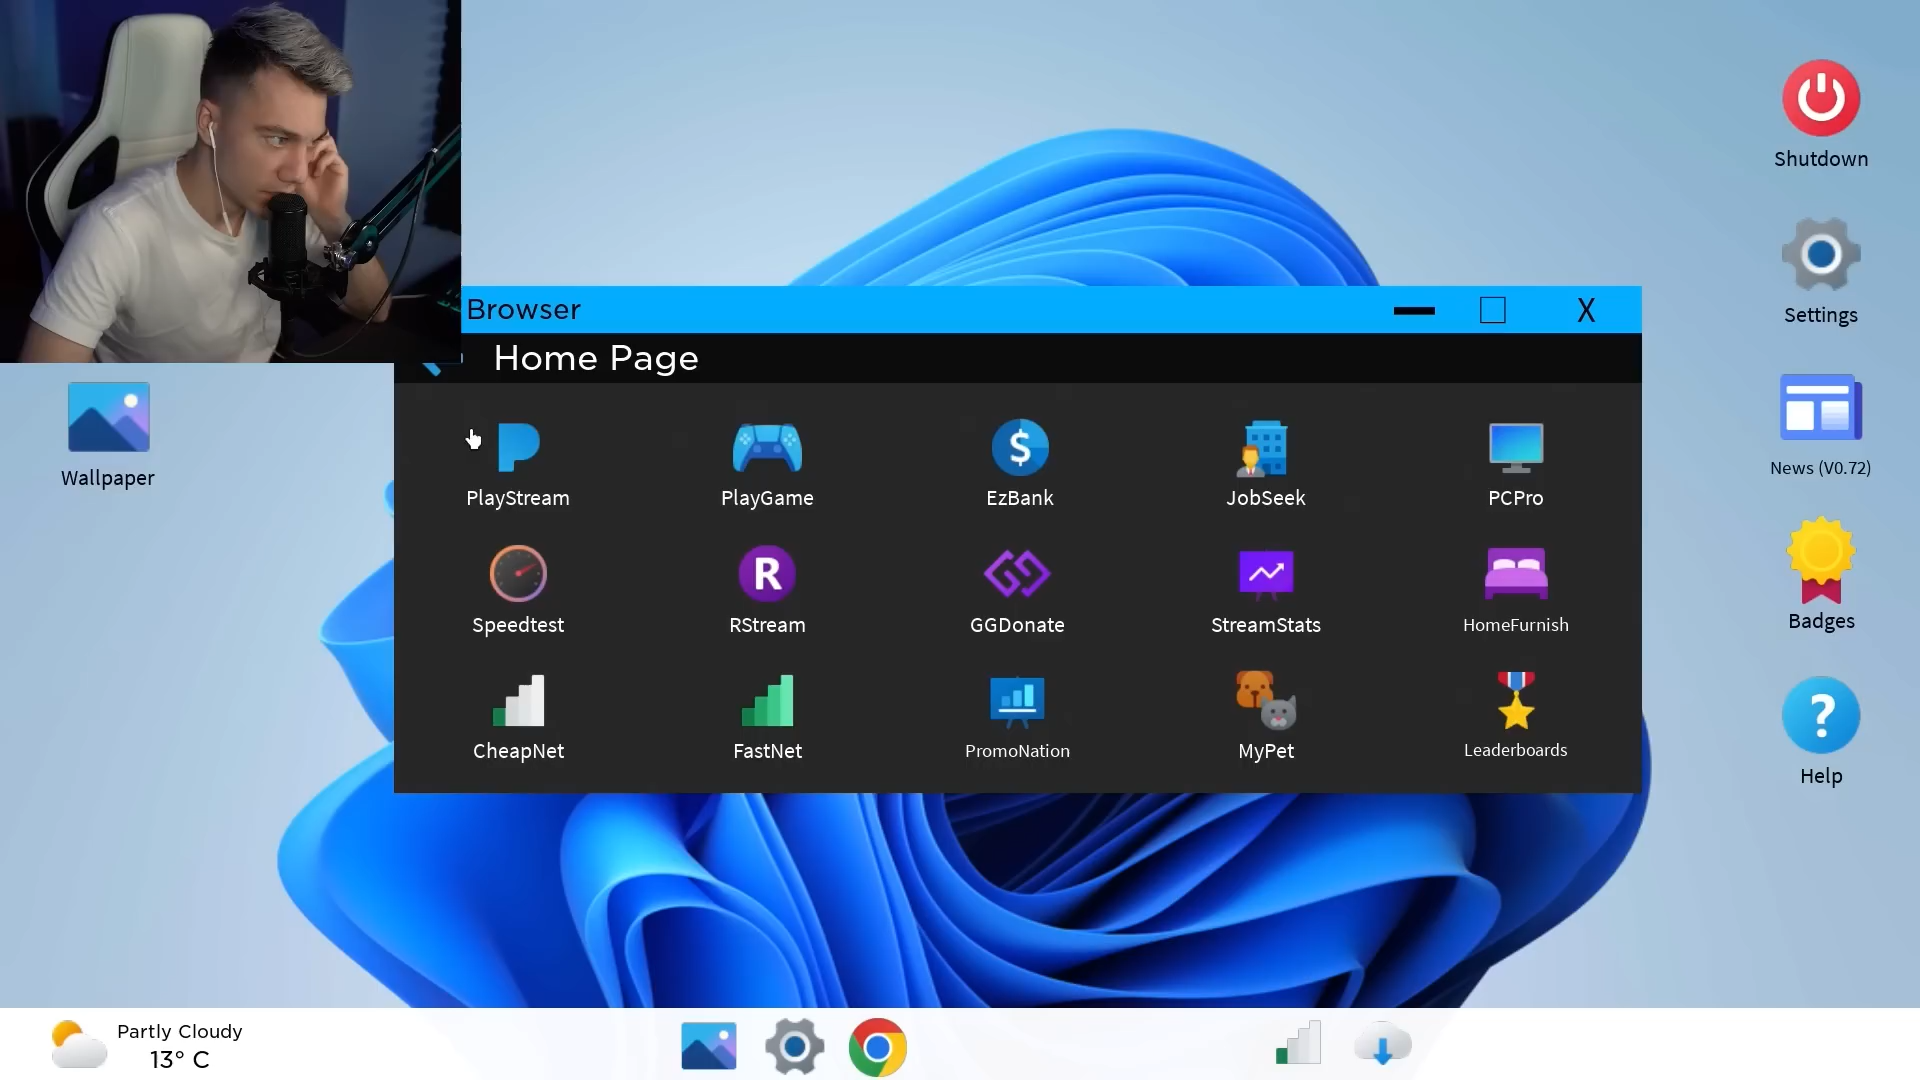 Shutdown
Settings
News (V0.72)
Badges
Help
Wallpaper
Browser
X
Home Page
PlayStream
PlayGame
$
EzBank
JobSeek
PCPro
Speedtest
R
RStream
GGDonate
StreamStats
HomeFurnish
CheapNet
FastNet
PromoNation
MyPet
Leaderboards
?
Partly Cloudy
13° C